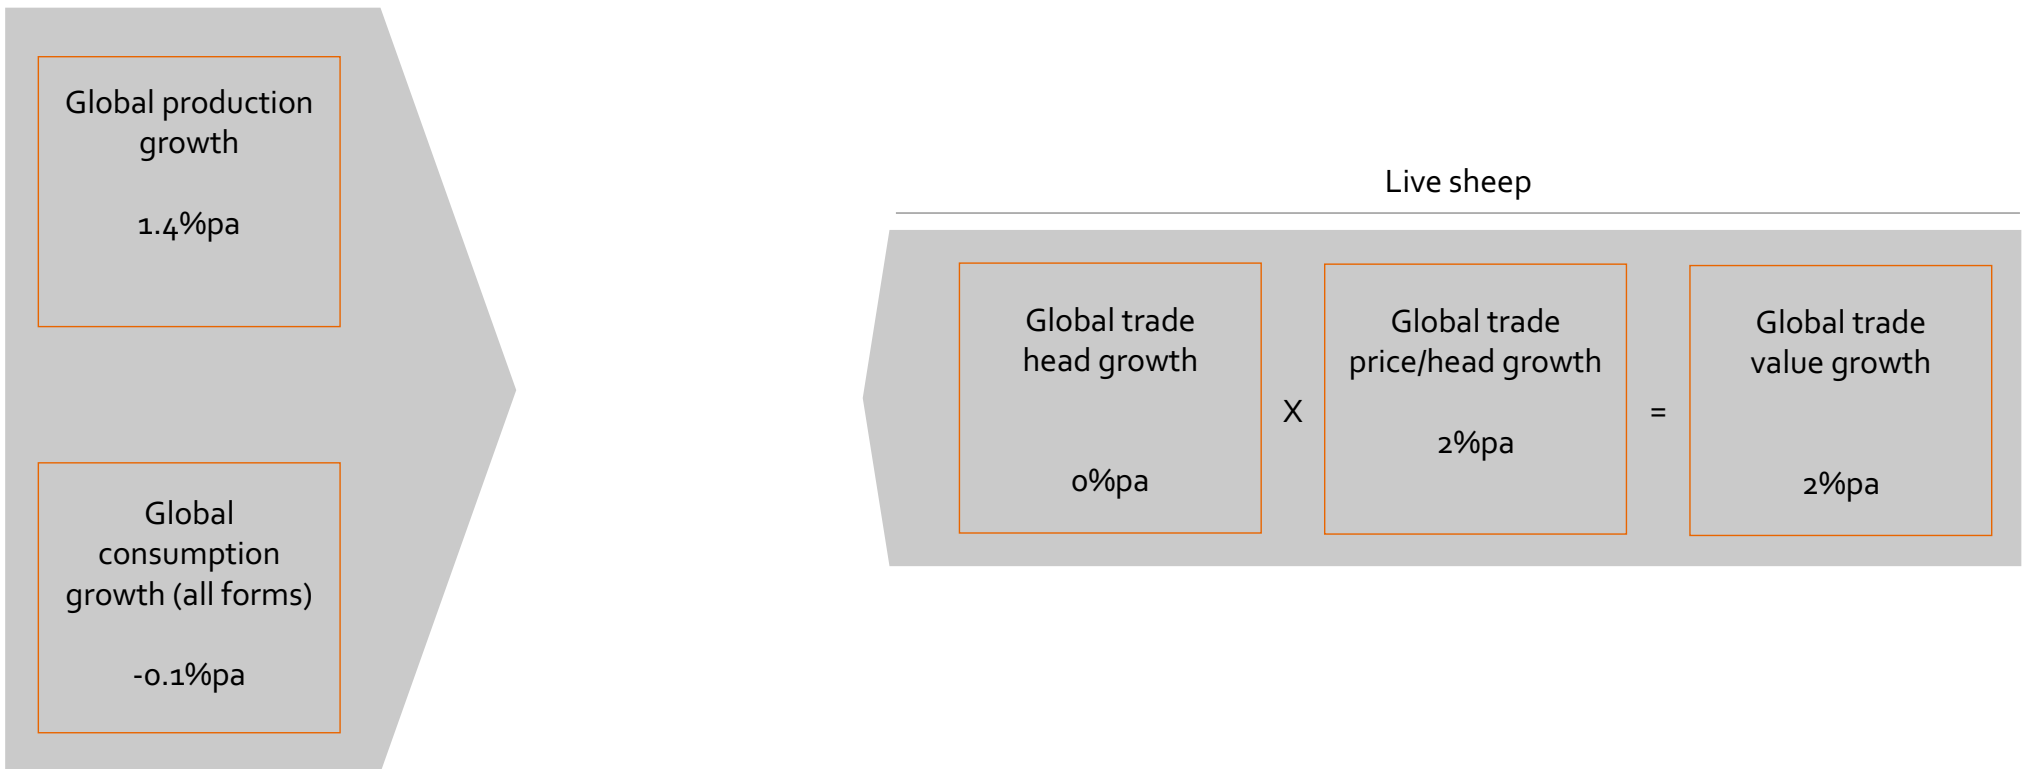 Global production
growth
1.4%pa
Global
consumption
growth (all forms)
-0.1%pa
Live sheep
Global trade
head growth
0%pa
X
Global trade
price/head growth
2%pa
=
Global trade
value growth
2%pa